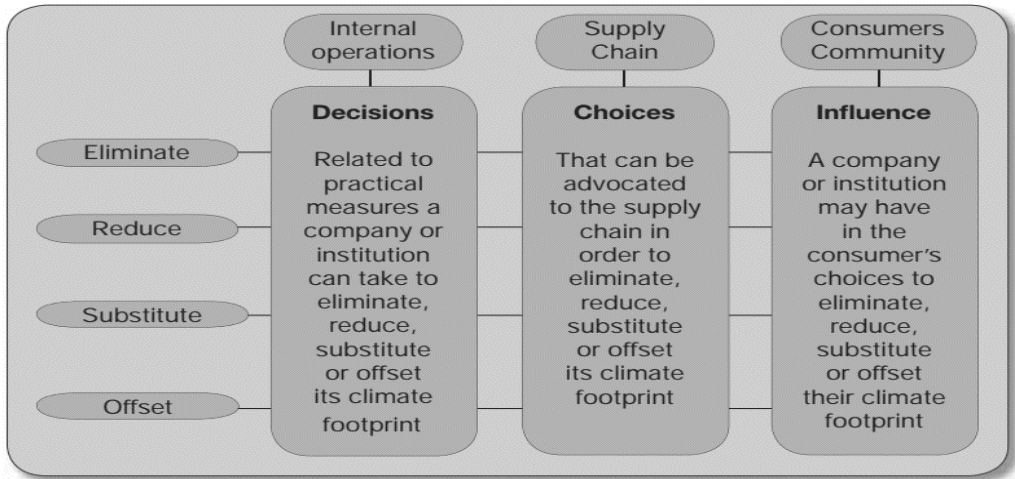 Internal
operations
Supply
Chain
Consumers
Community
Eliminate
Reduce
Substitute
Offset
Decisions
Related to
practical
measures a
company or
institution
can take to
eliminate,
reduce,
substitute
or offset
its climate
footprint
Choices
That can be
advocated
to the supply
chain in
order to
eliminate,
reduce,
substitute
or offset
its climate
footprint
Influence
A company
or institution
may have
in the
consumer's
choices to
eliminate,
reduce,
substitute
or offset
their climate
footprint